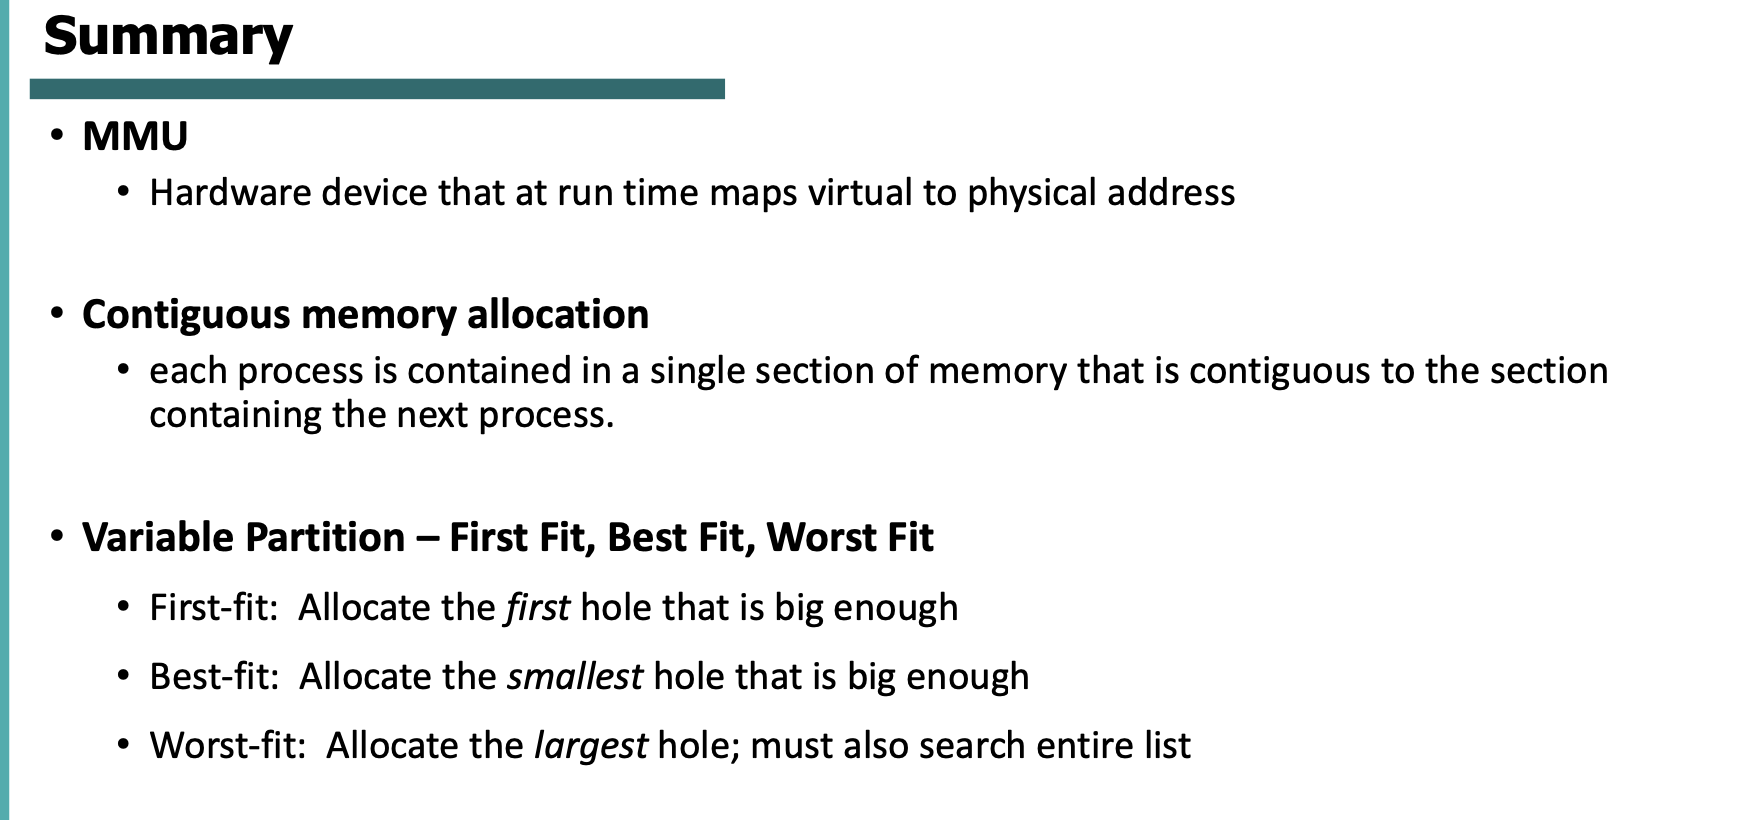 Summary
• MMU
• Hardware device that at run time maps virtual to physical address
• Contiguous memory allocation
• each process is contained in a single section of memory that is contiguous to the section
containing the next process.
• Variable Partition – First Fit, Best Fit, Worst Fit
• First-fit:  Allocate the first hole that is big enough
• Best-fit:  Allocate the smallest hole that is big enough
• Worst-fit:  Allocate the largest hole; must also search entire list